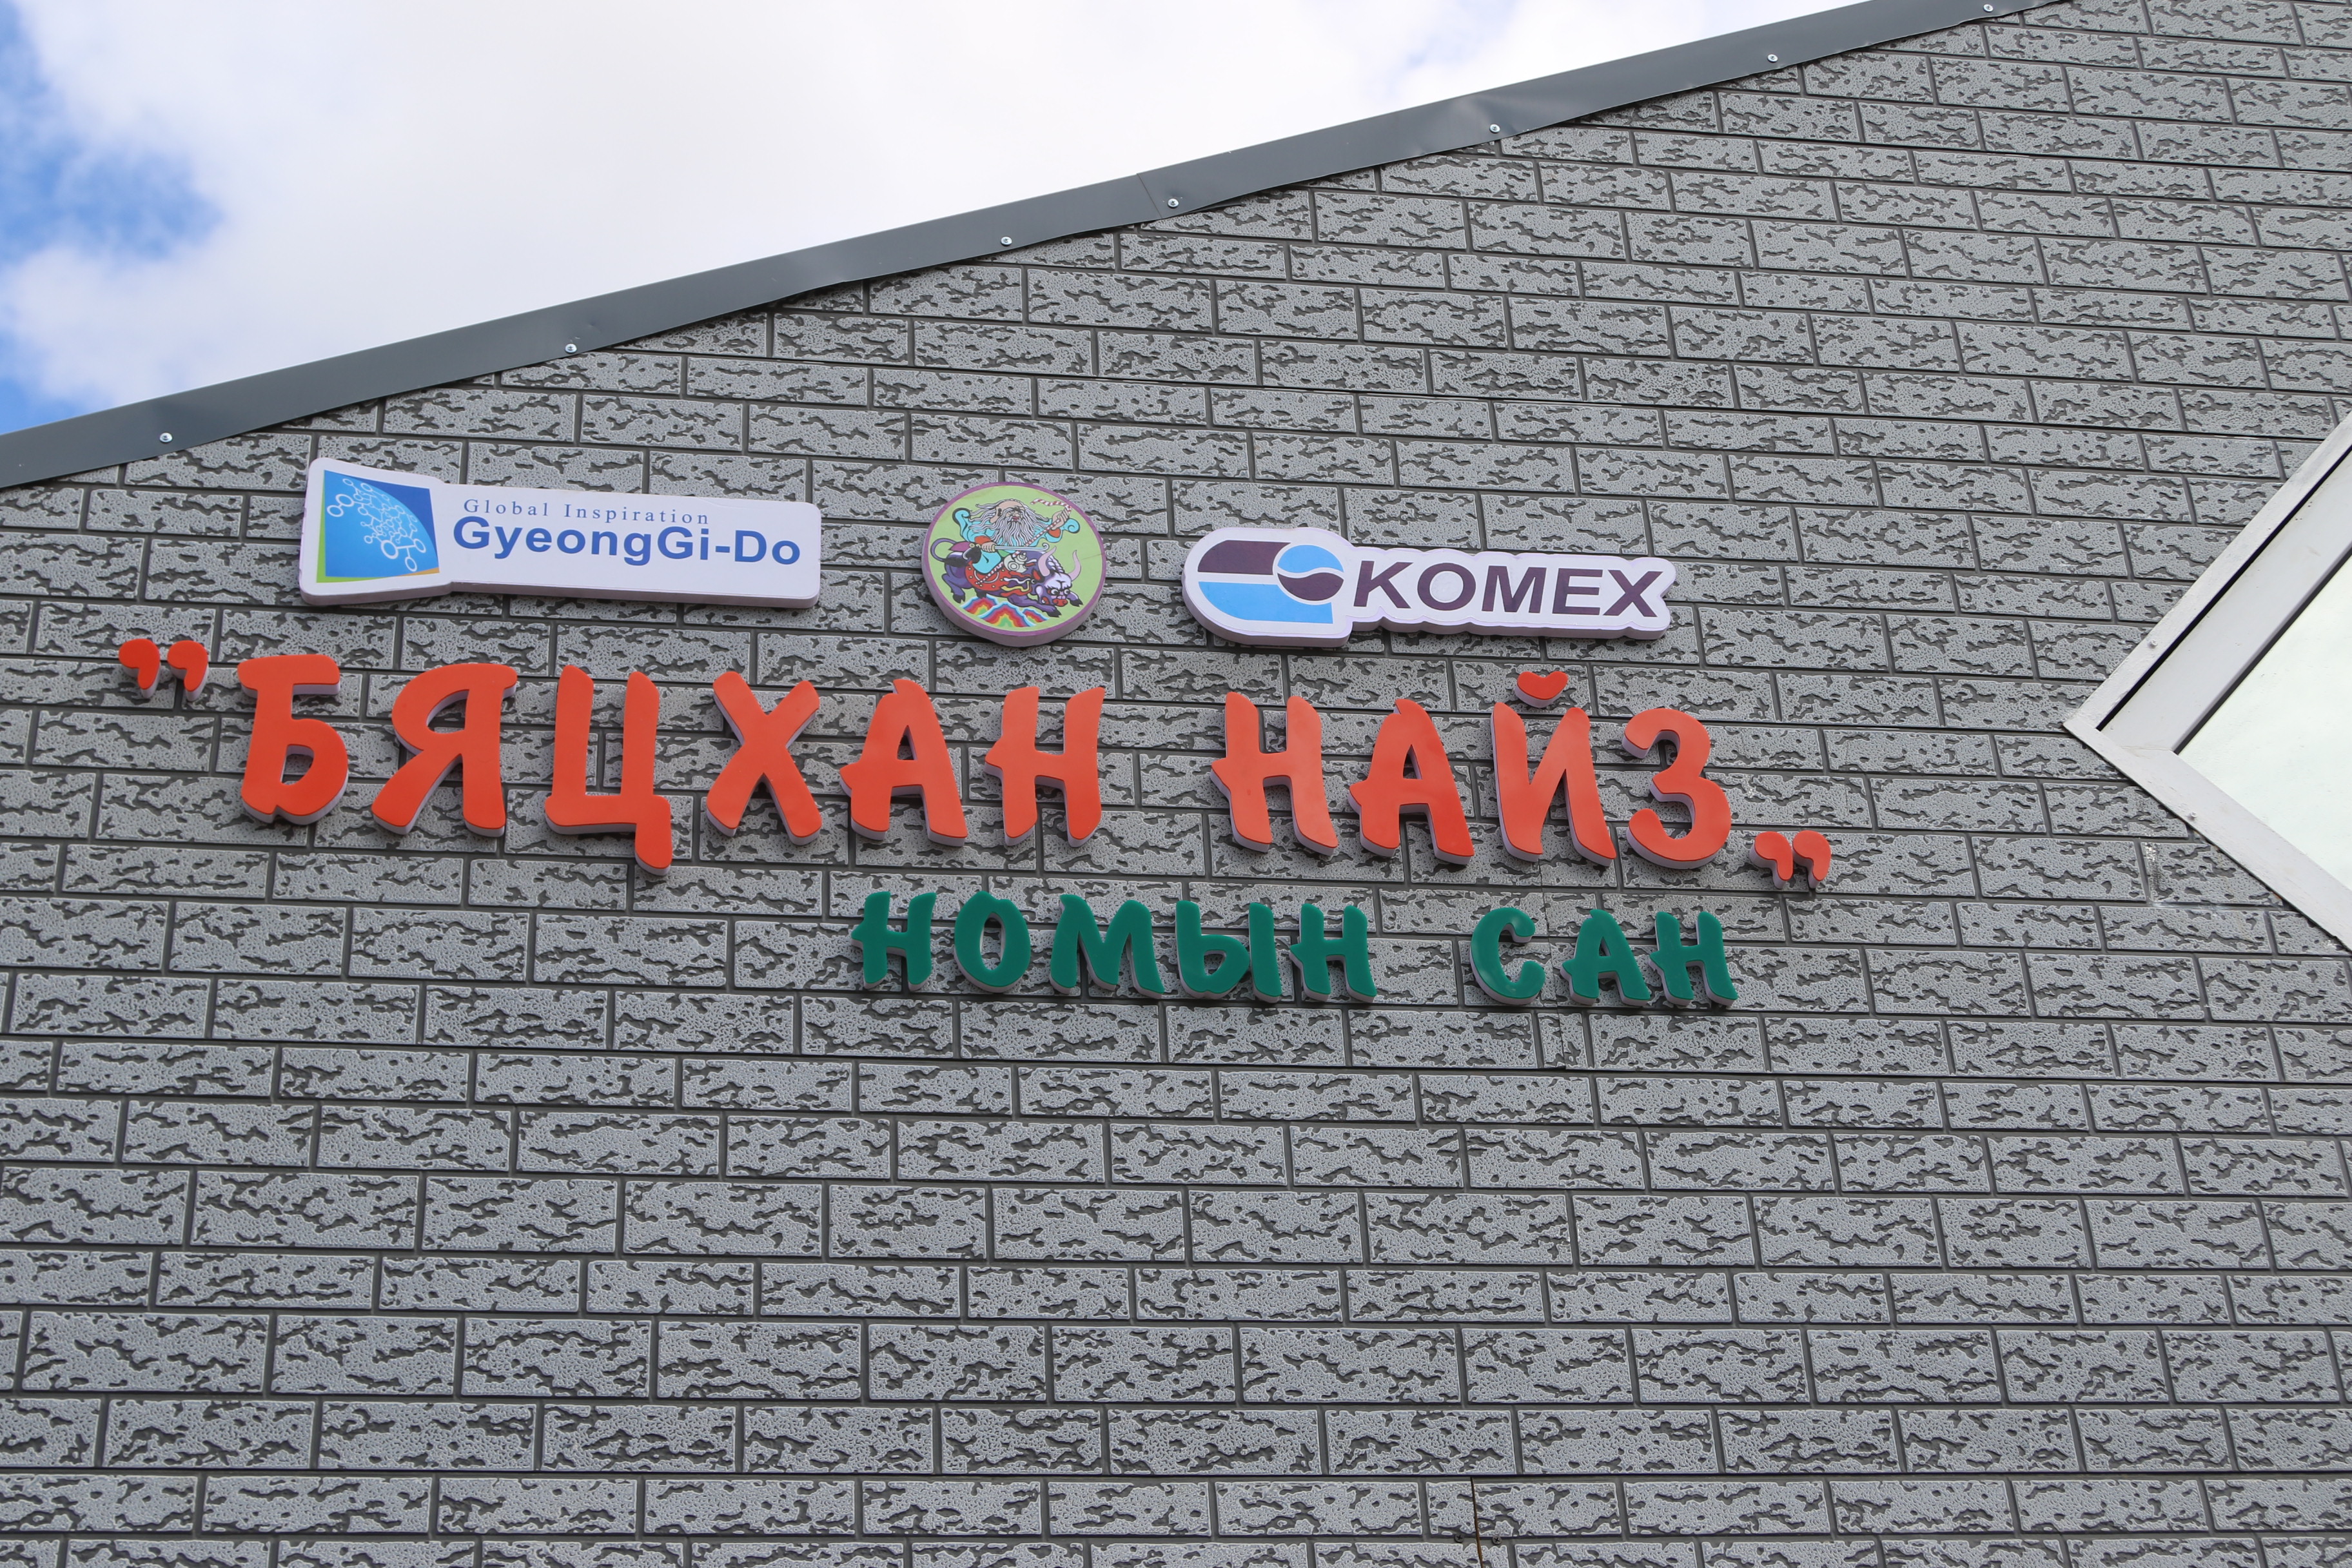 Global Inspiration
GyeongGi-Do
KOMEX
"БЯЦХАН НАЙЗ"
НОМЫН САН